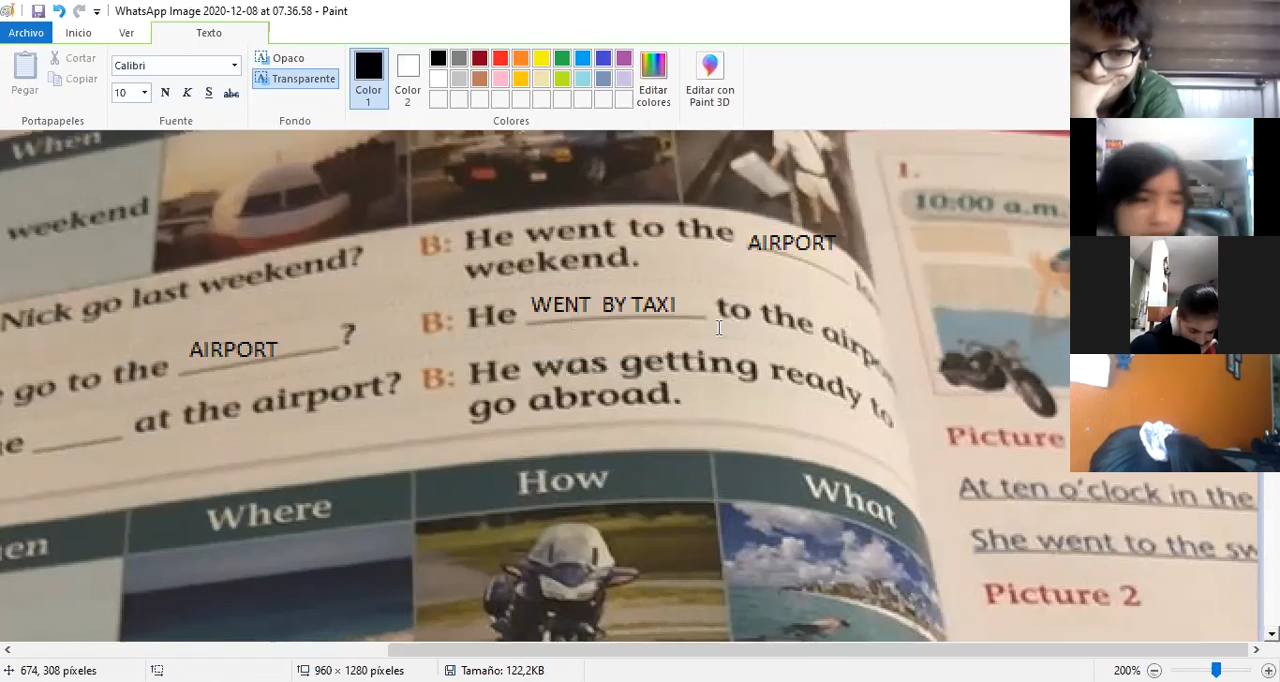 WhatsApp Image 2020-12-08 at 07.36.58 - Paint
Archivo Inicio Ver Texto
Pegar
Cortar
Copiar
Portapapeles
Calibri
10 N K S abc
Fuente
Opaco
Transparente
Fondo
Color 1
Color 2
Editar colores
Editar con Paint 3D
Colores
When
weekend
Nick go last weekend?
B: He went to the AIRPORT
weekend.
go to the AIRPORT ?
B: He WENT BY TAXI to the
at the airport?
B: He was getting ready to
go abroad.
Where
How
What
1.
10:00 a.m.
Picture
At ten o'clock in the
She went to the
Picture 2
674, 308 píxeles
960 × 1280 píxeles
Tamaño: 122,2KB
200%